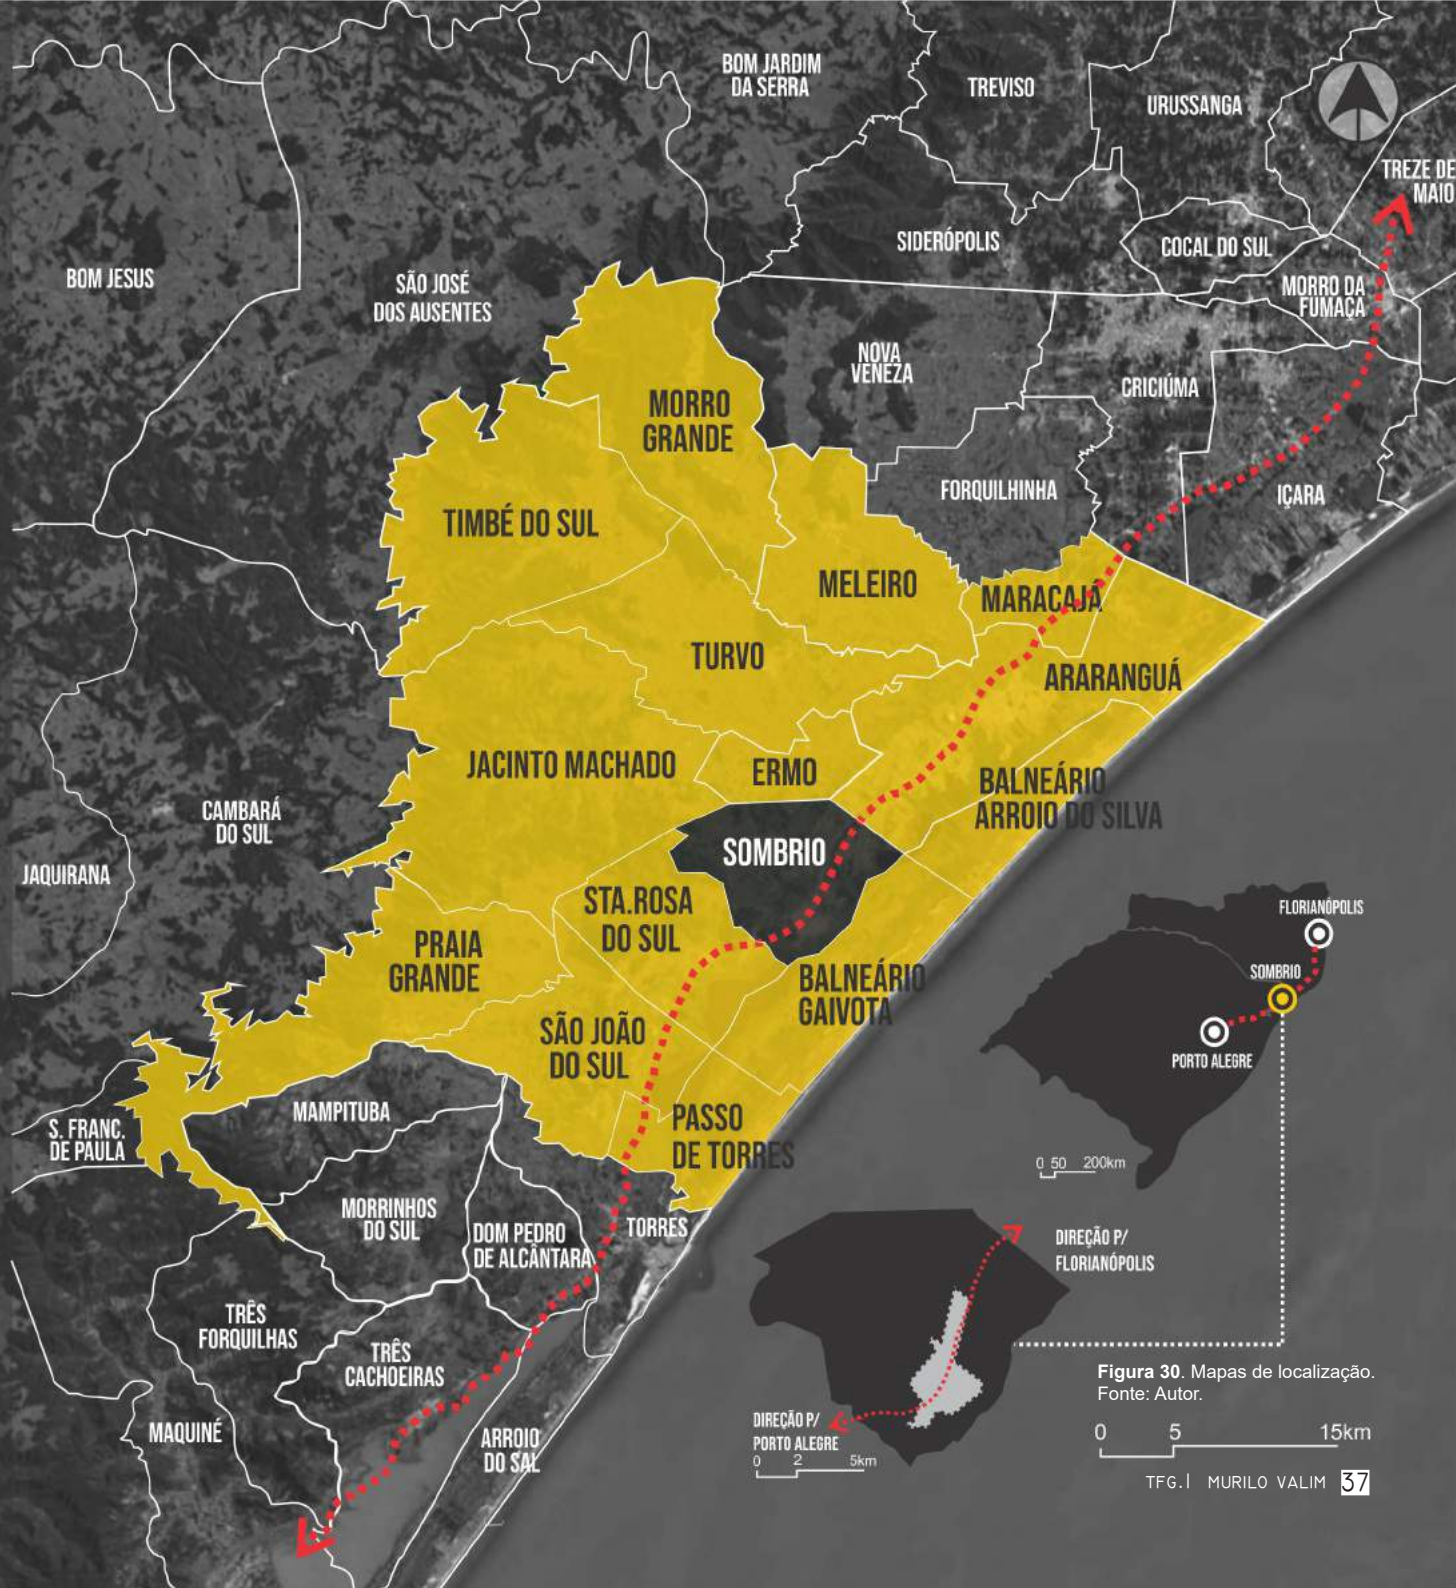 BOM JARDIM
DA SERRA
TREVISO
URUSSANGA
TREZE DE
MAIO
SIDERÓPOLIS
COCAL DO SUL
BOM JESUS
SÃO JOSÉ
DOS AUSENTES
MORRO DA
FUMAÇA
NOVA
VENEZA
CRICIÚMA
MORRO
GRANDE
FORQUILHINHA
IÇARA
TIMBÉ DO SUL
MELEIRO
MARACAJÁ
TURVO
ARARANGUÁ
JACINTO MACHADO
ERMO
BALNEÁRIO
ARROIO DO SILVA
CAMBARÁ
DO SUL
SOMBRIO
JAQUIRANA
STA.ROSA
DO SUL
PRAIA
GRANDE
BALNEÁRIO
GAIVOTA
SÃO JOÃO
DO SUL
FLORIANÓPOLIS
SOMBRIO
PORTO ALEGRE
0 50 200km
MAMPITUBA
PASSO
DE TORRES
S. FRANC.
DE PAULA
MORRINHOS
DO SUL
DOM PEDRO
DE ALCÂNTARA
TORRES
DIREÇÃO P/
FLORIANÓPOLIS
TRÊS
FORQUILHAS
TRÊS
CACHOEIRAS
MAQUINÉ
ARROIO
DO SAL
DIREÇÃO P/
PORTO ALEGRE
0 2 5km
Figura 30. Mapas de localização.
Fonte: Autor.
0 5 15km
TFG.I MURILO VALIM 37